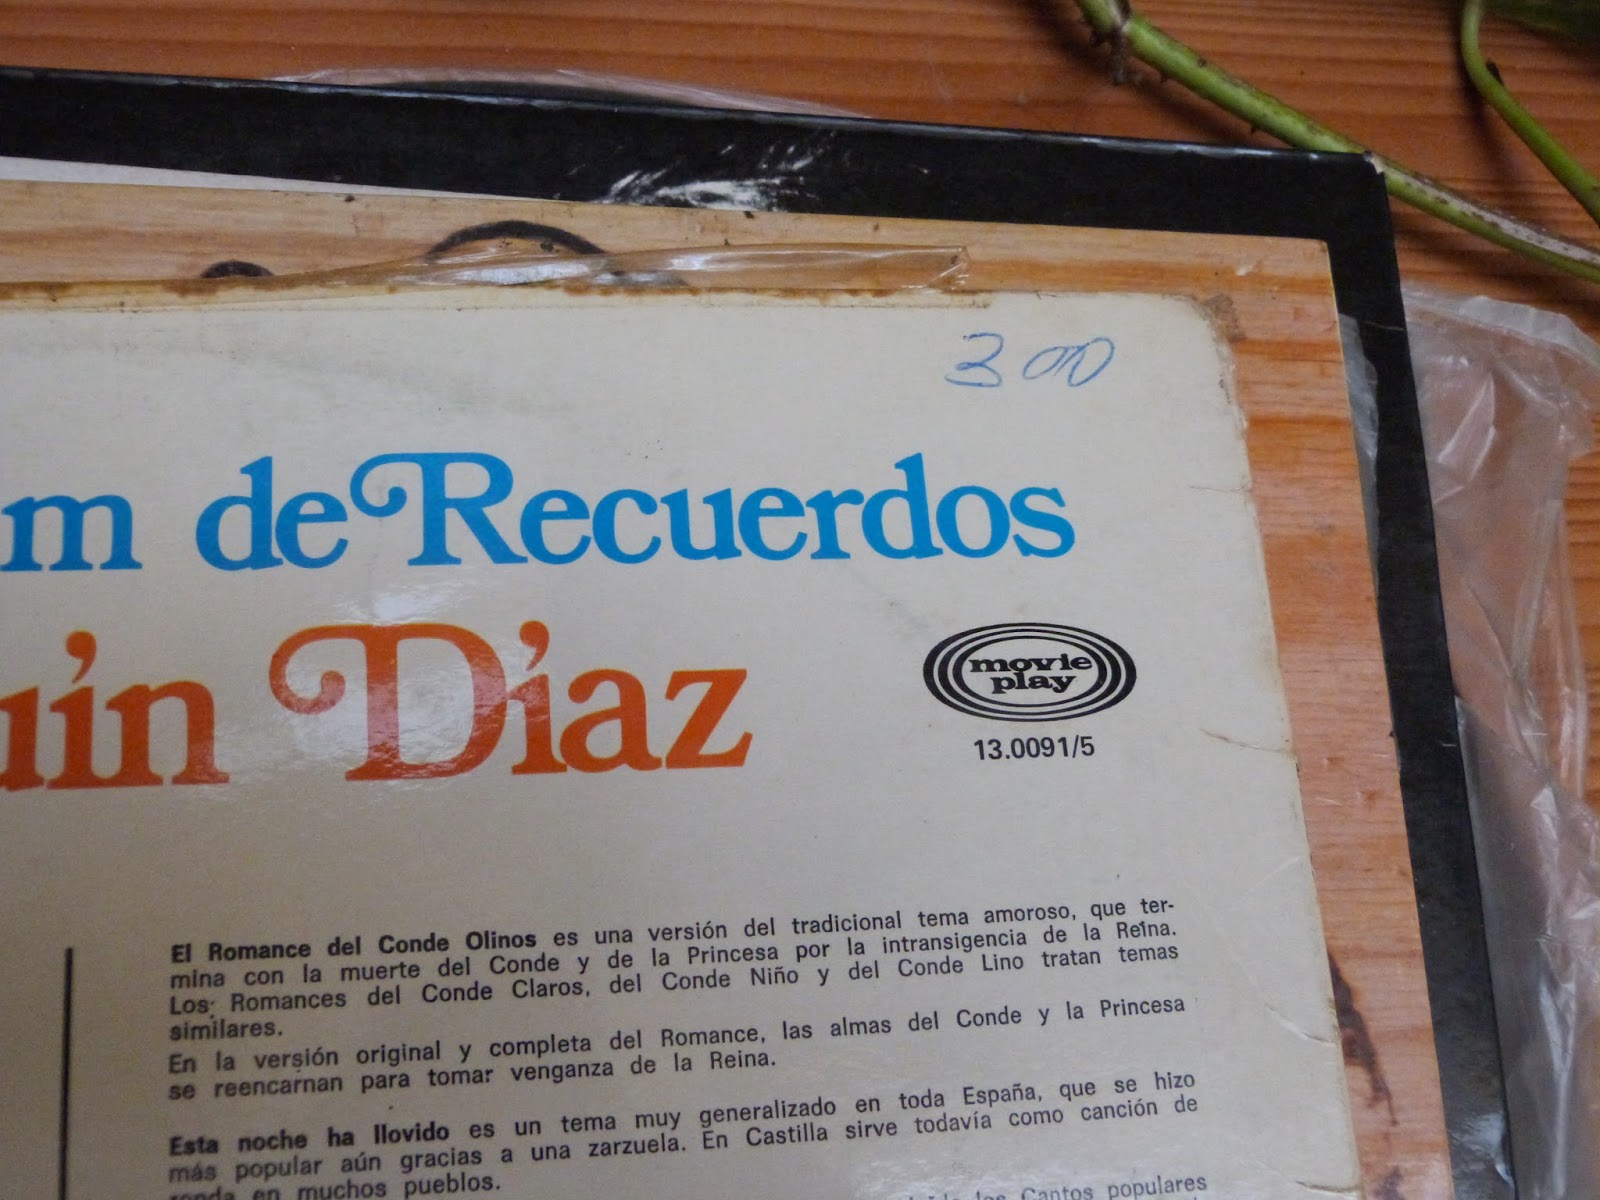 300
m de Recuerdos
uín Díaz
movie
play
13.0091/5
El Romance del Conde Olinos es una versión del tradicional tema amoroso, que ter-
mina con la muerte del Conde y de la Princesa por la intransigencia de la Reina.
Los Romances del Conde Claros, del Conde Niño y del Conde Lino tratan temas
similares.
En la versión original y completa del Romance, las almas del Conde y la Princesa
se reencarnan para tomar venganza de la Reina.
Esta noche ha llovido es un tema muy generalizado en toda España, que se hizo
más popular aún gracias a una zarzuela. En Castilla sirve todavía como canción de
ronda en muchos pueblos.
los Cantos populares